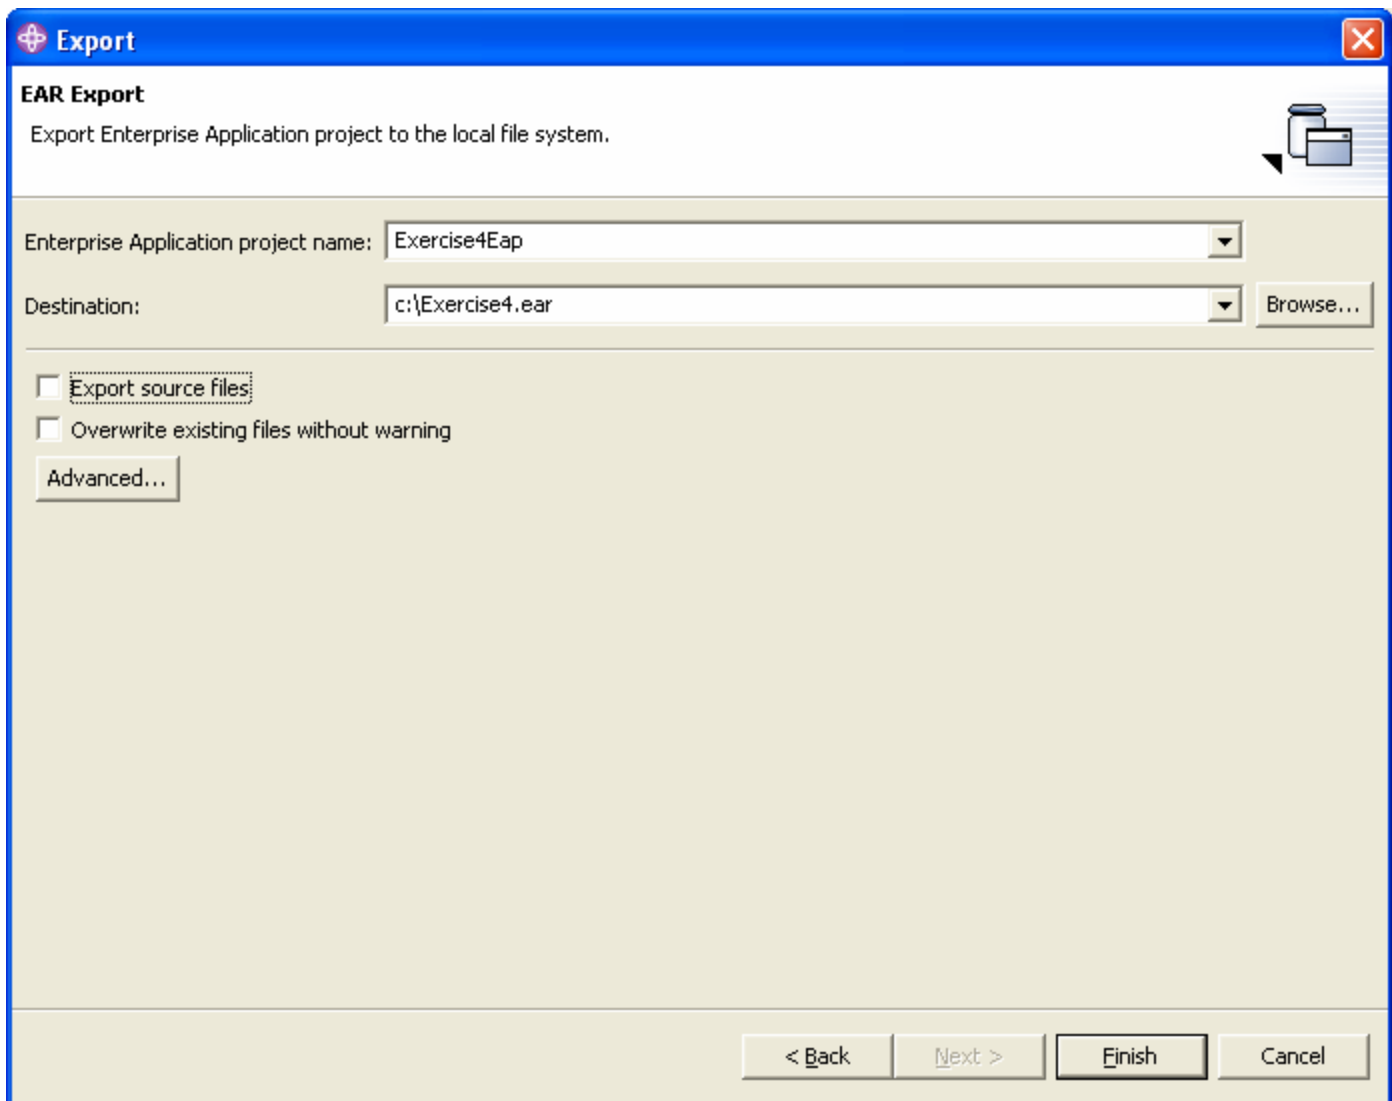 Export
EAR Export
Export Enterprise Application project to the local file system.
Enterprise Application project name: Exercise4Eap
Destination: c:\Exercise4.ear Browse...
Export source files
Overwrite existing files without warning
Advanced...
< Back Next > Finish Cancel